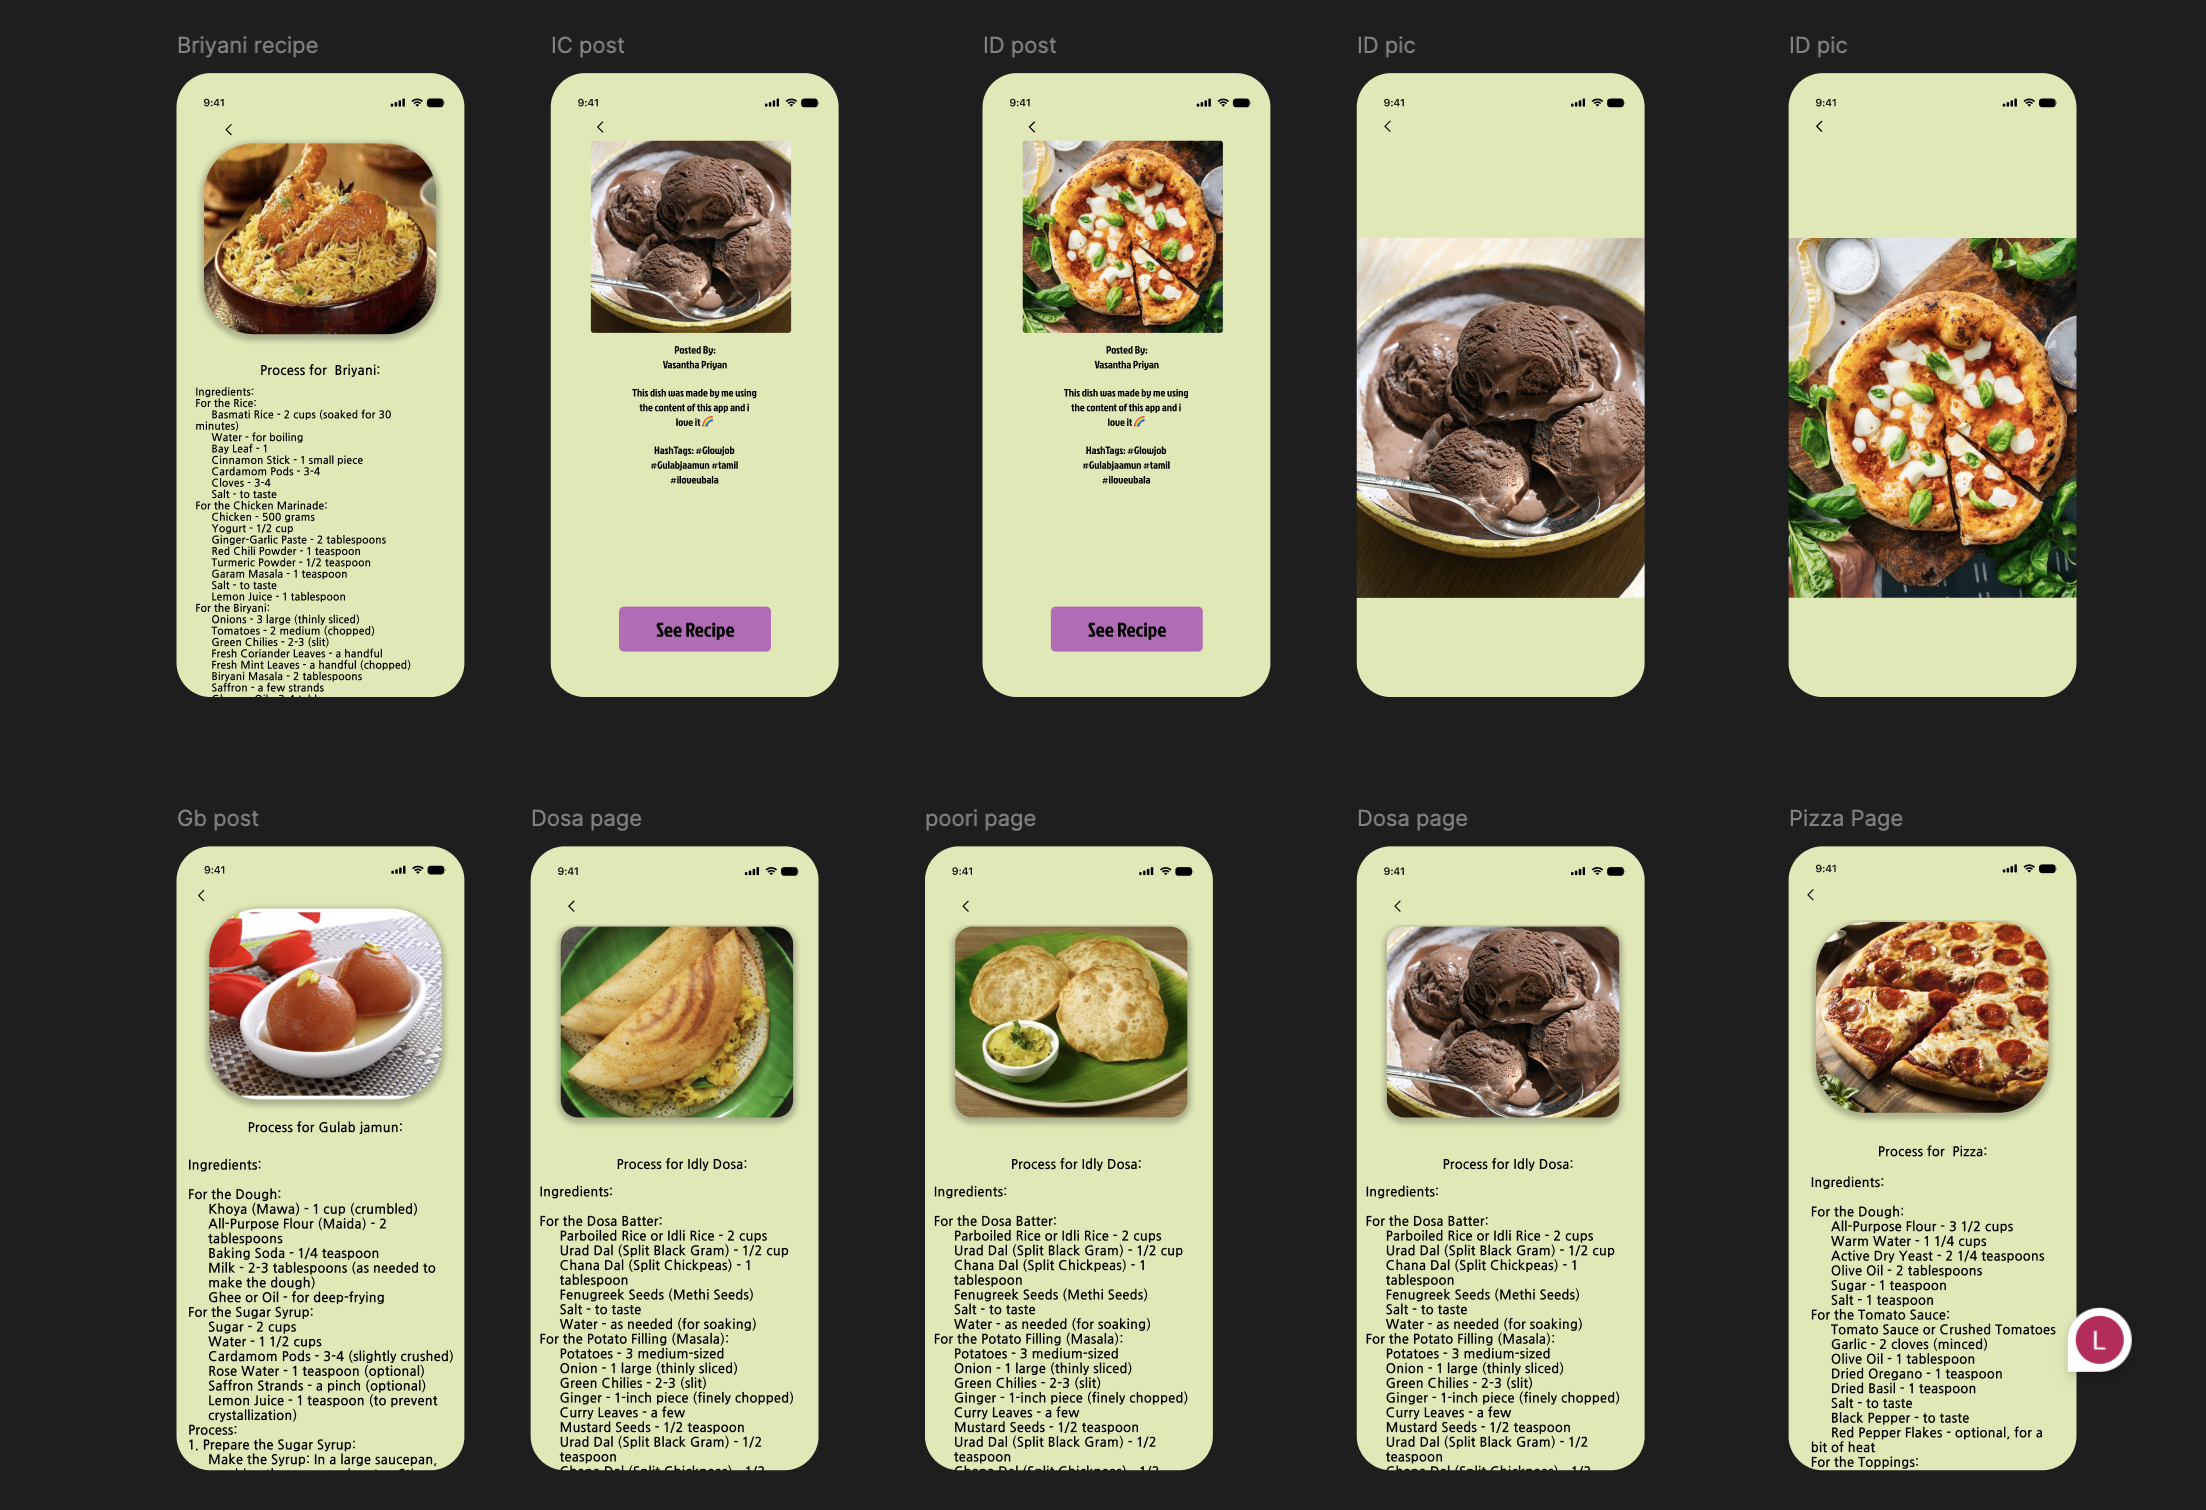 Briyani recipe
9:41
Process for  Briyani:
Ingredients:
For the Rice:
Basmati Rice - 2 cups (soaked for 30
minutes)
Water - for boiling
Bay Leaf - 1
Cinnamon Stick - 1 small piece
Cardamom Pods - 3-4
Cloves - 3-4
Salt - to taste
For the Chicken Marinade:
Chicken - 500 grams
Yogurt - 1/2 cup
Ginger-Garlic Paste - 2 tablespoons
Red Chili Powder - 1 teaspoon
Turmeric Powder - 1/2 teaspoon
Garam Masala - 1 teaspoon
Salt - to taste
Lemon Juice - 1 tablespoon
For the Biryani:
Onions - 3 large (thinly sliced)
Tomatoes - 2 medium (chopped)
Green Chilies - 2-3 (slit)
Fresh Coriander Leaves - a handful
Fresh Mint Leaves - a handful (chopped)
Biryani Masala - 2 tablespoons
Saffron - a few strands
IC post
9:41
Posted By:
Vasantha Priyan
This dish was made by me using
the content of this app and i
love it🌈
HashTags: #Glowjob
#Gulabjaamun #tamil
#iloveubala
See Recipe
ID post
9:41
Posted By:
Vasantha Priyan
This dish was made by me using
the content of this app and i
love it🌈
HashTags: #Glowjob
#Gulabjaamun #tamil
#iloveubala
See Recipe
ID pic
9:41
ID pic
9:41
Gb post
9:41
Process for Gulab jamun:
Ingredients:
For the Dough:
Khoya (Mawa) - 1 cup (crumbled)
All-Purpose Flour (Maida) - 2
tablespoons
Baking Soda - 1/4 teaspoon
Milk - 2-3 tablespoons (as needed to
make the dough)
Ghee or Oil - for deep-frying
For the Sugar Syrup:
Sugar - 2 cups
Water - 1 1/2 cups
Cardamom Pods - 3-4 (slightly crushed)
Rose Water - 1 teaspoon (optional)
Saffron Strands - a pinch (optional)
Lemon Juice - 1 teaspoon (to prevent
crystallization)
Process:
1. Prepare the Sugar Syrup:
Make the Syrup: In a large saucepan,
Dosa page
9:41
Process for Idly Dosa:
Ingredients:
For the Dosa Batter:
Parboiled Rice or Idli Rice - 2 cups
Urad Dal (Split Black Gram) - 1/2 cup
Chana Dal (Split Chickpeas) - 1
tablespoon
Fenugreek Seeds (Methi Seeds)
Salt - to taste
Water - as needed (for soaking)
For the Potato Filling (Masala):
Potatoes - 3 medium-sized
Onion - 1 large (thinly sliced)
Green Chilies - 2-3 (slit)
Ginger - 1-inch piece (finely chopped)
Curry Leaves - a few
Mustard Seeds - 1/2 teaspoon
Urad Dal (Split Black Gram) - 1/2
teaspoon
Chana Dal (Split Chickpeas) - 1/2
poori page
9:41
Process for Idly Dosa:
Ingredients:
For the Dosa Batter:
Parboiled Rice or Idli Rice - 2 cups
Urad Dal (Split Black Gram) - 1/2 cup
Chana Dal (Split Chickpeas) - 1
tablespoon
Fenugreek Seeds (Methi Seeds)
Salt - to taste
Water - as needed (for soaking)
For the Potato Filling (Masala):
Potatoes - 3 medium-sized
Onion - 1 large (thinly sliced)
Green Chilies - 2-3 (slit)
Ginger - 1-inch piece (finely chopped)
Curry Leaves - a few
Mustard Seeds - 1/2 teaspoon
Urad Dal (Split Black Gram) - 1/2
teaspoon
Chana Dal (Split Chickpeas) - 1/2
Dosa page
9:41
Process for Idly Dosa:
Ingredients:
For the Dosa Batter:
Parboiled Rice or Idli Rice - 2 cups
Urad Dal (Split Black Gram) - 1/2 cup
Chana Dal (Split Chickpeas) - 1
tablespoon
Fenugreek Seeds (Methi Seeds)
Salt - to taste
Water - as needed (for soaking)
For the Potato Filling (Masala):
Potatoes - 3 medium-sized
Onion - 1 large (thinly sliced)
Green Chilies - 2-3 (slit)
Ginger - 1-inch piece (finely chopped)
Curry Leaves - a few
Mustard Seeds - 1/2 teaspoon
Urad Dal (Split Black Gram) - 1/2
teaspoon
Chana Dal (Split Chickpeas) - 1/2
Pizza Page
9:41
Process for  Pizza:
Ingredients:
For the Dough:
All-Purpose Flour - 3 1/2 cups
Warm Water - 1 1/4 cups
Active Dry Yeast - 2 1/4 teaspoons
Olive Oil - 2 tablespoons
Sugar - 1 teaspoon
Salt - 1 teaspoon
For the Tomato Sauce:
Tomato Sauce or Crushed Tomatoes
Garlic - 2 cloves (minced)
Olive Oil - 1 tablespoon
Dried Oregano - 1 teaspoon
Dried Basil - 1 teaspoon
Salt - to taste
Black Pepper - to taste
Red Pepper Flakes - optional, for a
bit of heat
For the Toppings:
L